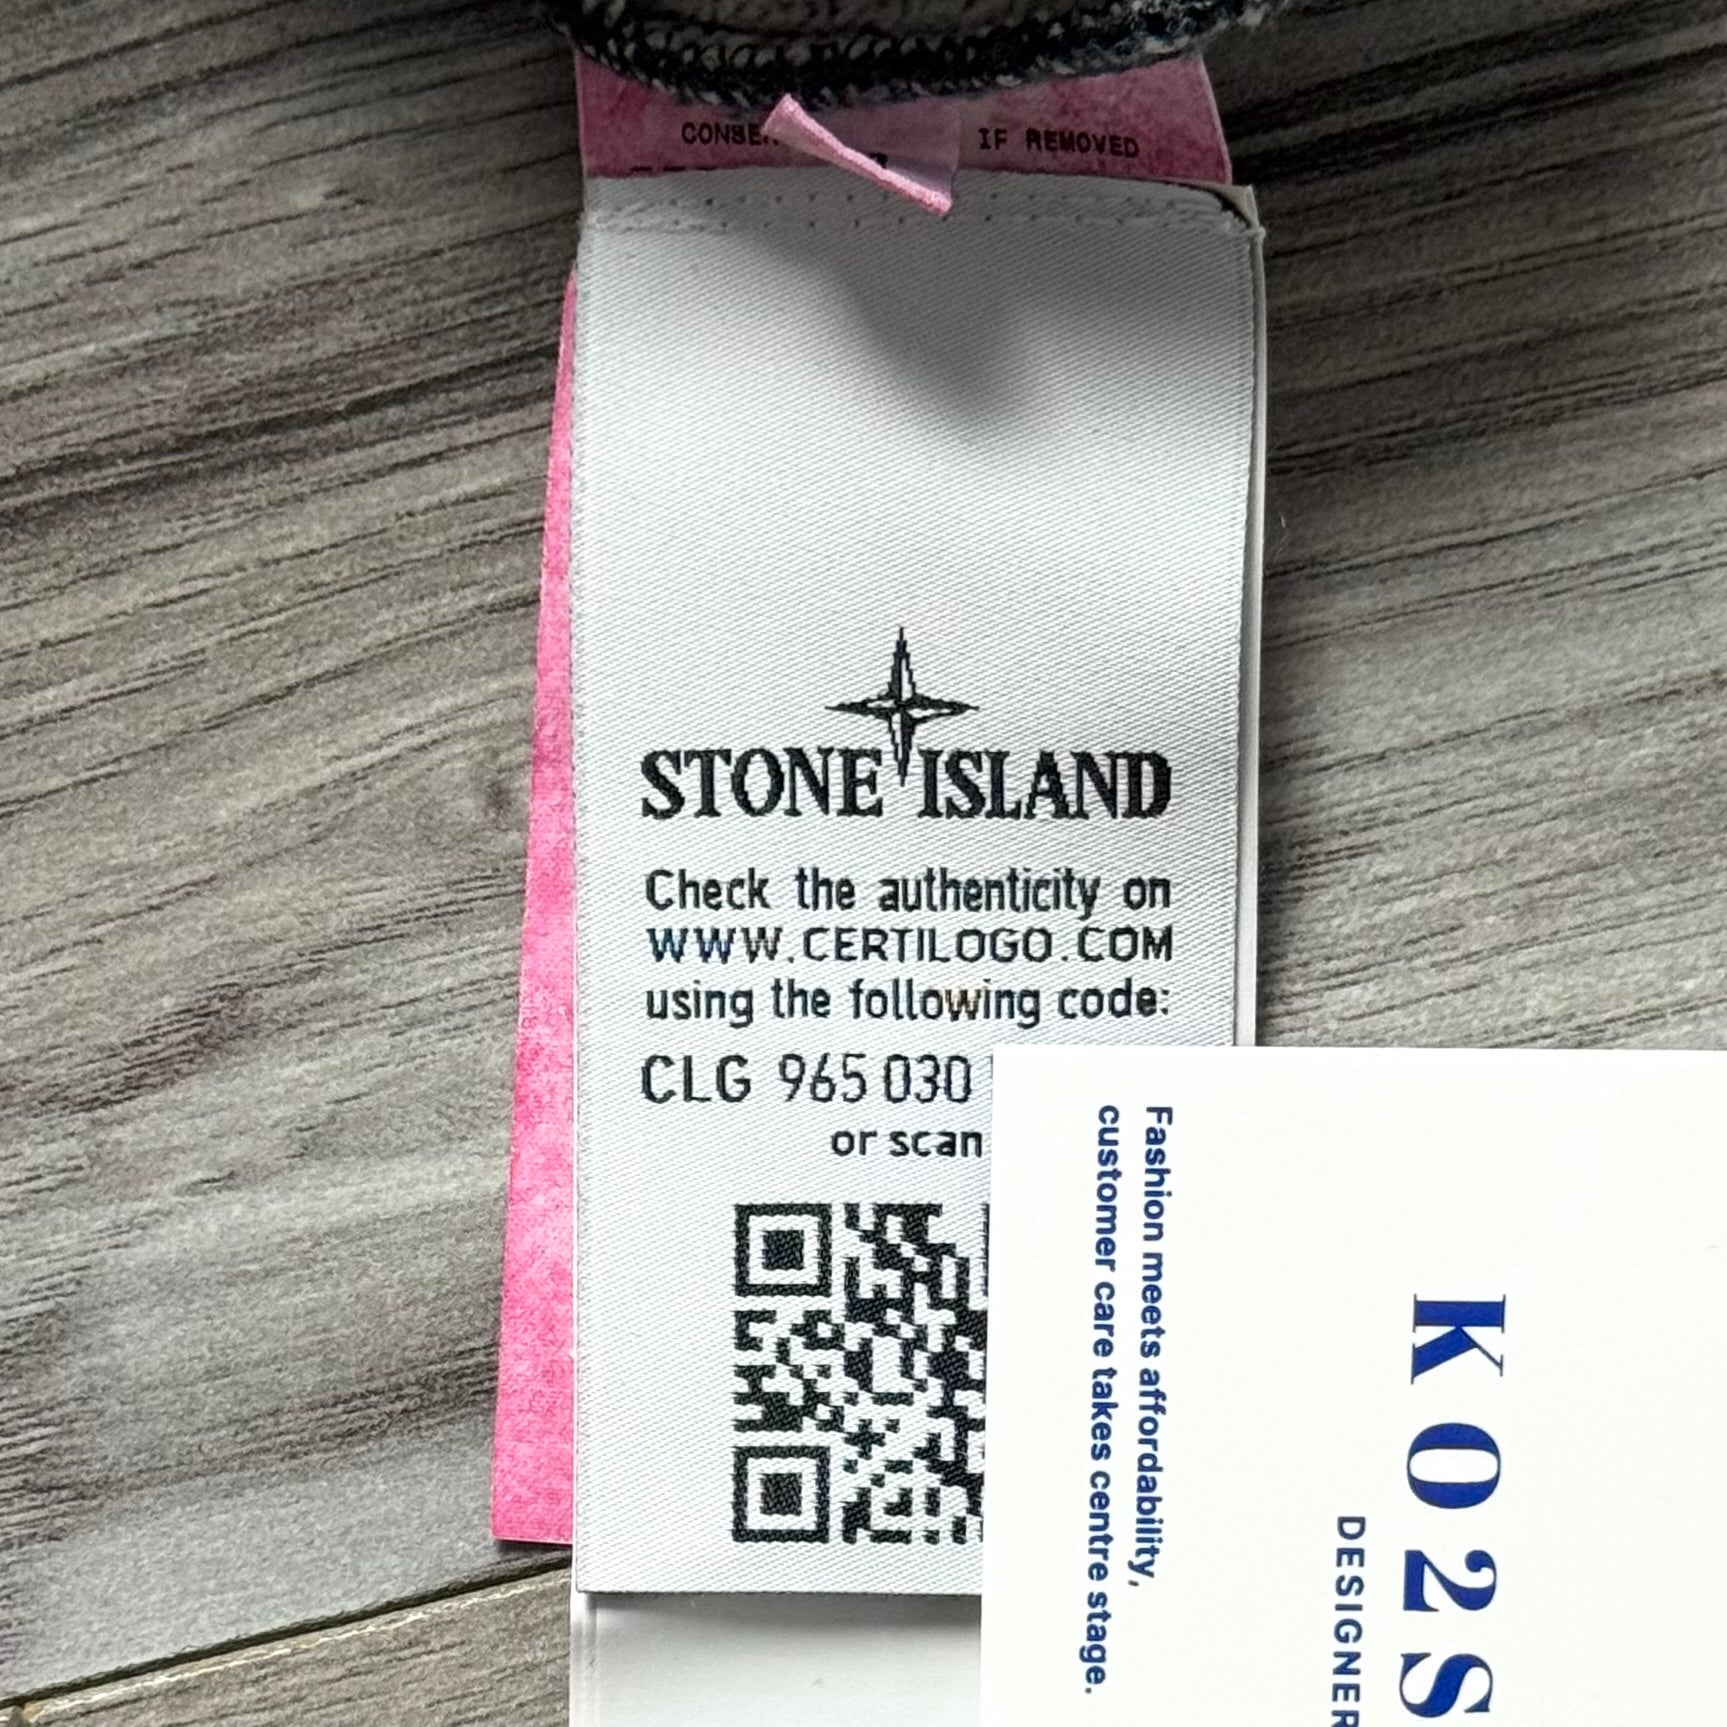 IF REMOVED
STONE ISLAND
Check the authenticity on
WWW.CERTILOGO.COM
using the following code:
CLG 965 030
or scan
Fashion meets affordability,
customer care takes centre stage.
KO2S
DESIGNER